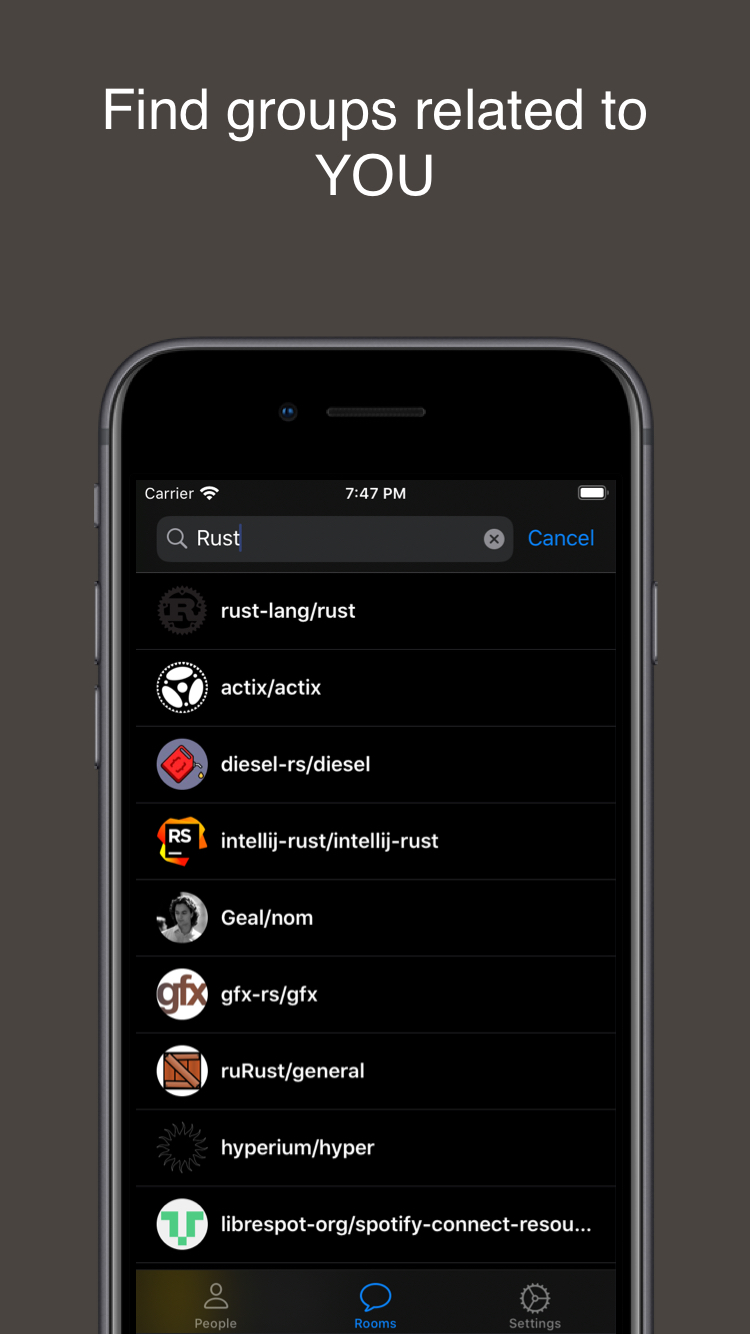 Find groups related to
YOU
Carrier 7:47 PM
Rust Cancel
R rust-lang/rust
actix/actix
diesel-rs/diesel
RS intellij-rust/intellij-rust
Geal/nom
gfx gfx-rs/gfx
ruRust/general
hyperium/hyper
librespot-org/spotify-connect-resou...
People Rooms Settings